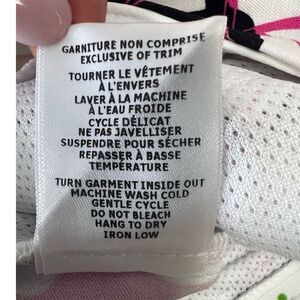 GARNITURE NON COMPRISE
EXCLUSIVE OF TRIM
TOURNER LE VÊTEMENT
À L'ENVERS
LAVER À LA MACHINE
À L'EAU FROIDE
CYCLE DÉLICAT
NE PAS JAVELLISER
SUSPENDRE POUR SÉCHER
REPASSER À BASSE
TEMPÉRATURE
TURN GARMENT INSIDE OUT
MACHINE WASH COLD
GENTLE CYCLE
DO NOT BLEACH
HANG TO DRY
IRON LOW